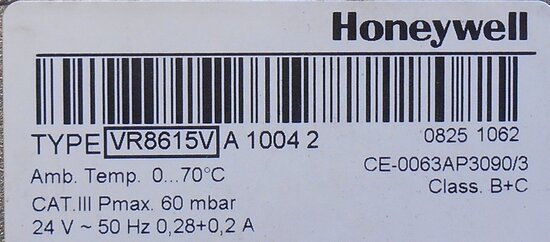 Honeywell
TYPE VR8615V A 1004 2
0825 1062
Amb. Temp. 0...70°C
CE-0063AP3090/3
Class. B+C
CAT.III Pmax. 60 mbar
24 V ~ 50 Hz 0,28+0,2 A